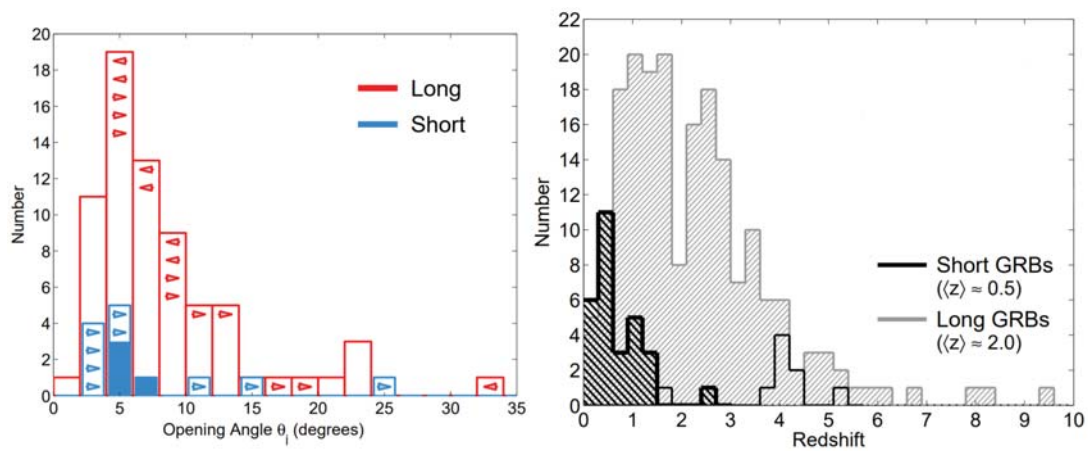 20
18
16
14
12
10
8
6
4
2
0
Number
0 5 10 15 20 25 30 35
Opening Angle θj (degrees)
Long
Short
22
20
18
16
14
12
10
8
6
4
2
0
Number
0 1 2 3 4 5 6 7 8 9 10
Redshift
Short GRBs
(⟨z⟩ ≈ 0.5)
Long GRBs
(⟨z⟩ ≈ 2.0)